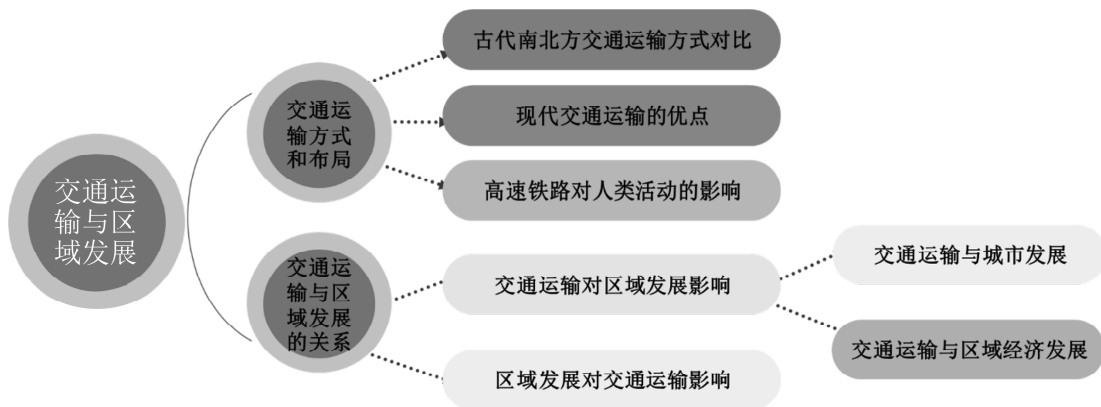 交通运
输与区
域发展
交通运
输方式
和布局
古代南北方交通运输方式对比
现代交通运输的优点
高速铁路对人类活动的影响
交通运
输与区
域发展
的关系
交通运输对区域发展影响
交通运输与城市发展
交通运输与区域经济发展
区域发展对交通运输影响